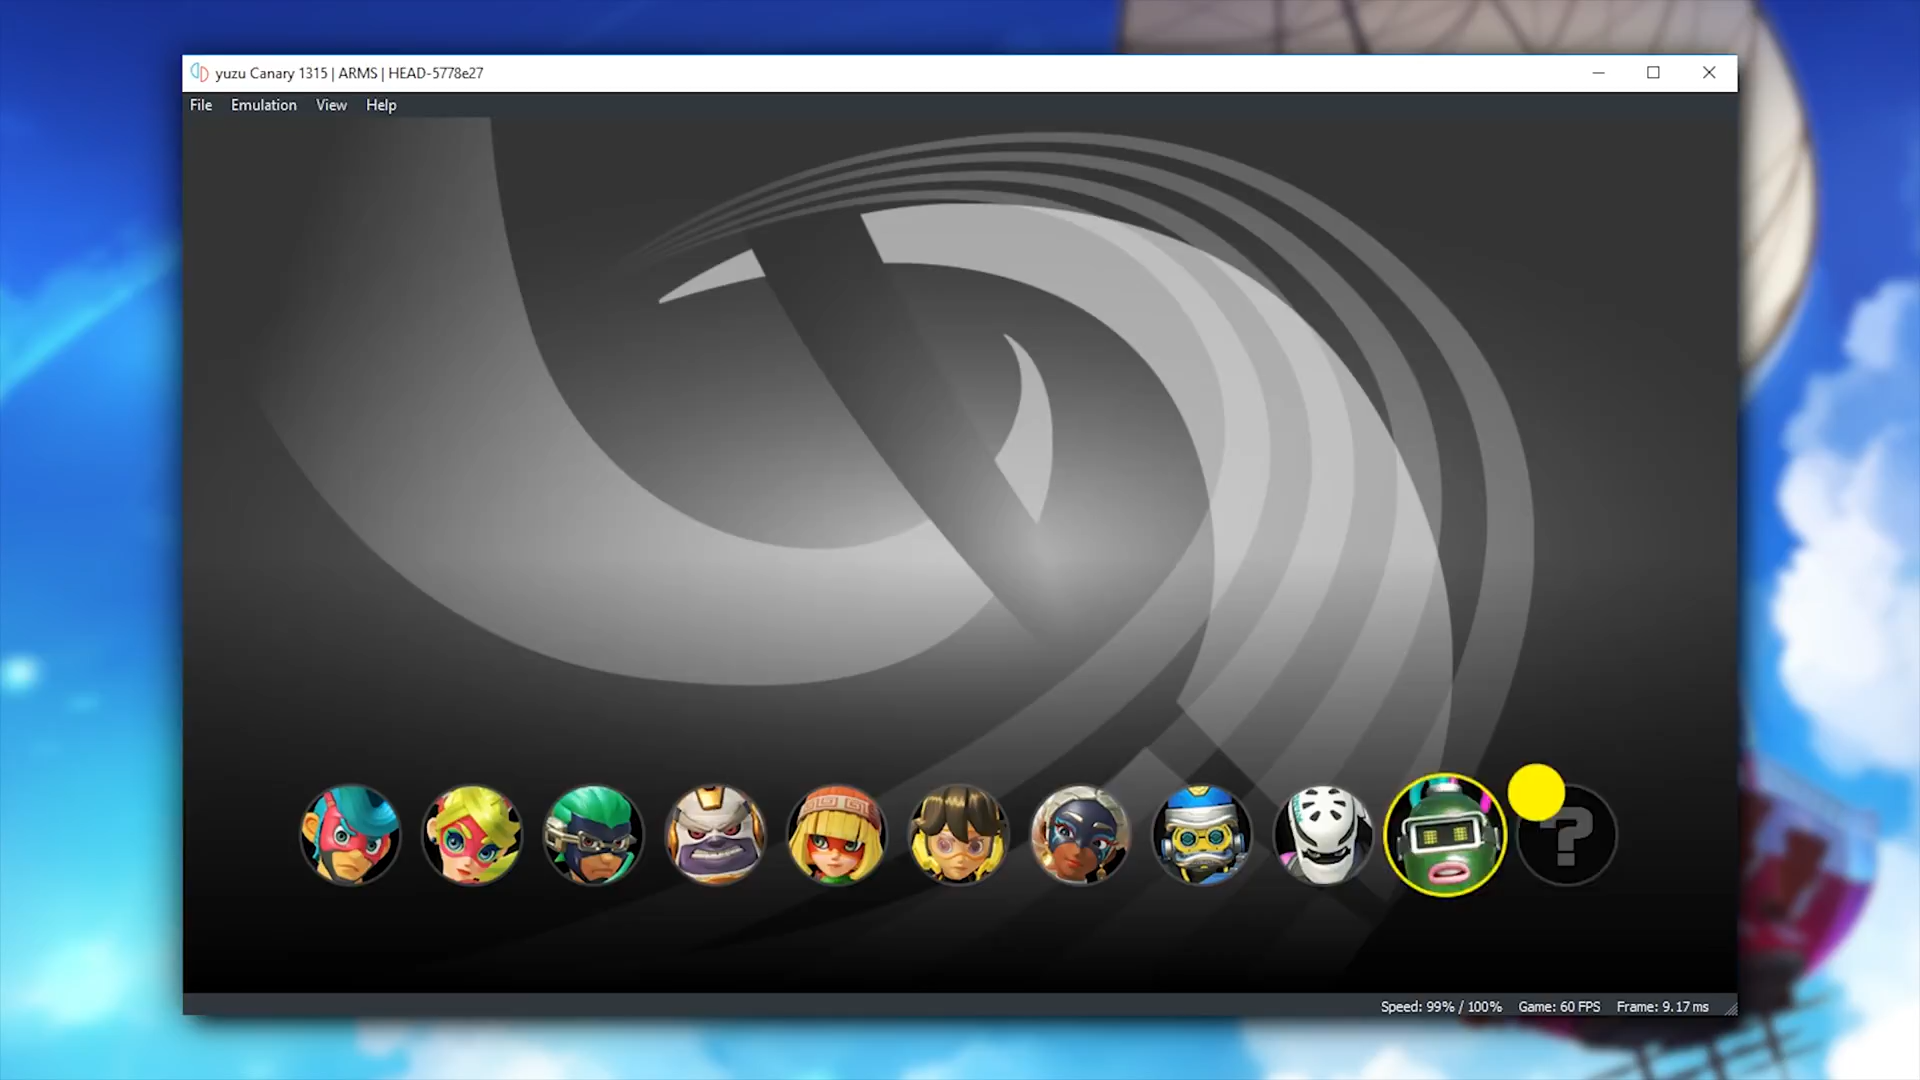 yuzu Canary 1315 | ARMS | HEAD-5778e27
File Emulation View Help
?
Speed: 99% / 100% Game: 60 FPS Frame: 9.17 ms